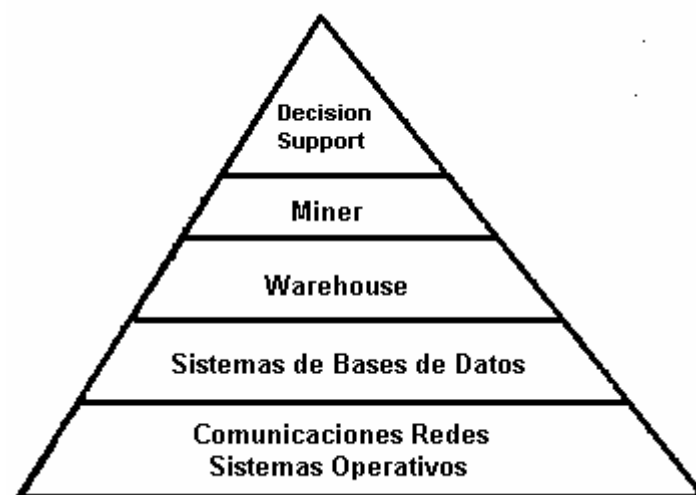 Decision
Support
Miner
Warehouse
Sistemas de Bases de Datos
Comunicaciones Redes
Sistemas Operativos